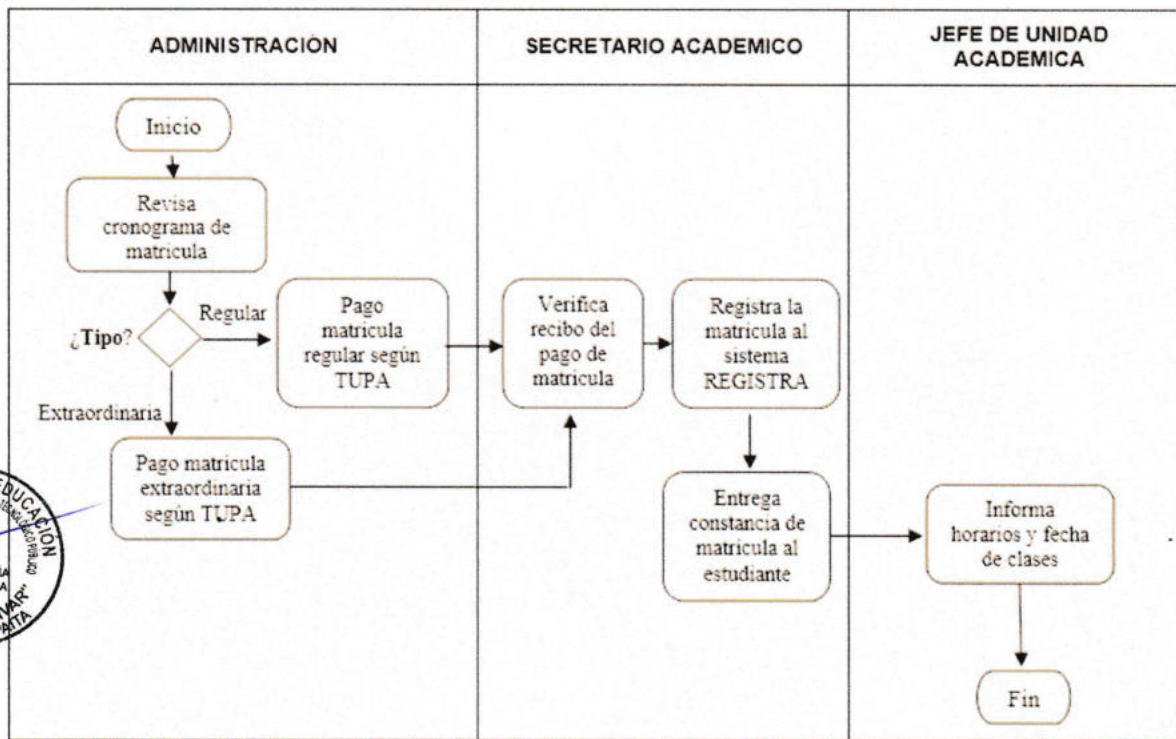 ADMINISTRACIÓN
SECRETARIO ACADEMICO
JEFE DE UNIDAD
ACADEMICA
Inicio
Revisa
cronograma de
matricula
¿Tipo?
Regular
Extraordinaria
Pago
matricula
regular según
TUPA
Pago matricula
extraordinaria
según TUPA
Verifica
recibo del
pago de
matricula
Registra la
matricula al
sistema
REGISTRA
Entrega
constancia de
matricula al
estudiante
Informa
horarios y fecha
de clases
Fin
EDUCACIÓN
PAITA